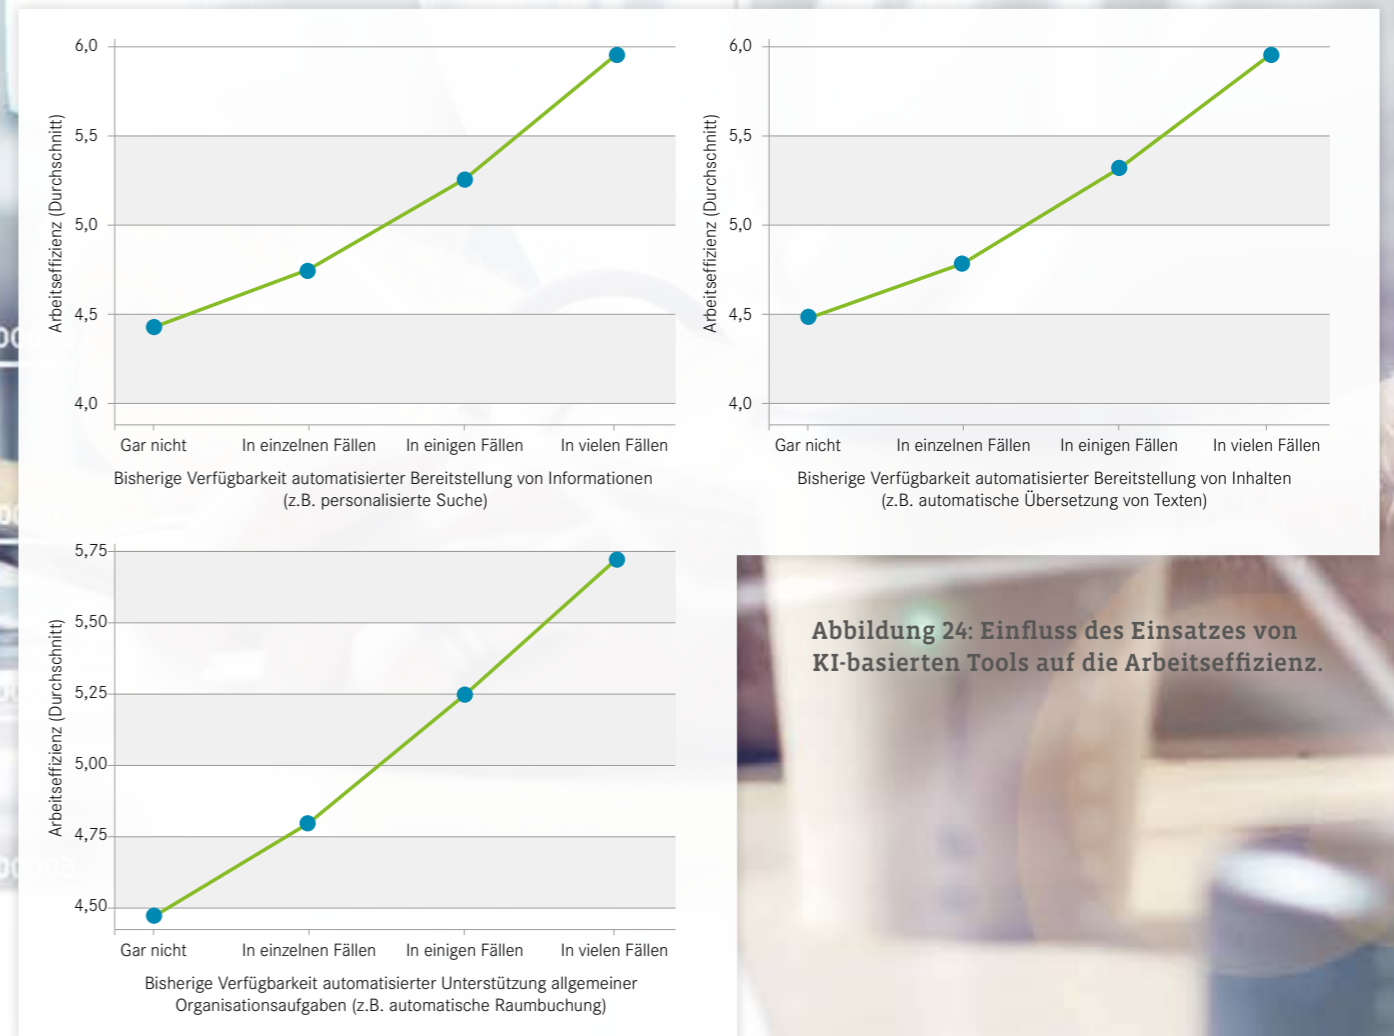 6,0
5,5
5,0
4,5
4,0
Arbeitseffizienz (Durchschnitt)
Gar nicht
In einzelnen Fällen
In einigen Fällen
In vielen Fällen
Bisherige Verfügbarkeit automatisierter Bereitstellung von Informationen
(z.B. personalisierte Suche)
6,0
5,5
5,0
4,5
4,0
Arbeitseffizienz (Durchschnitt)
Gar nicht
In einzelnen Fällen
In einigen Fällen
In vielen Fällen
Bisherige Verfügbarkeit automatisierter Bereitstellung von Inhalten
(z.B. automatische Übersetzung von Texten)
5,75
5,50
5,25
5,00
4,75
4,50
Arbeitseffizienz (Durchschnitt)
Gar nicht
In einzelnen Fällen
In einigen Fällen
In vielen Fällen
Bisherige Verfügbarkeit automatisierter Unterstützung allgemeiner
Organisationsaufgaben (z.B. automatische Raumbuchung)
Abbildung 24: Einfluss des Einsatzes von
KI-basierten Tools auf die Arbeitseffizienz.